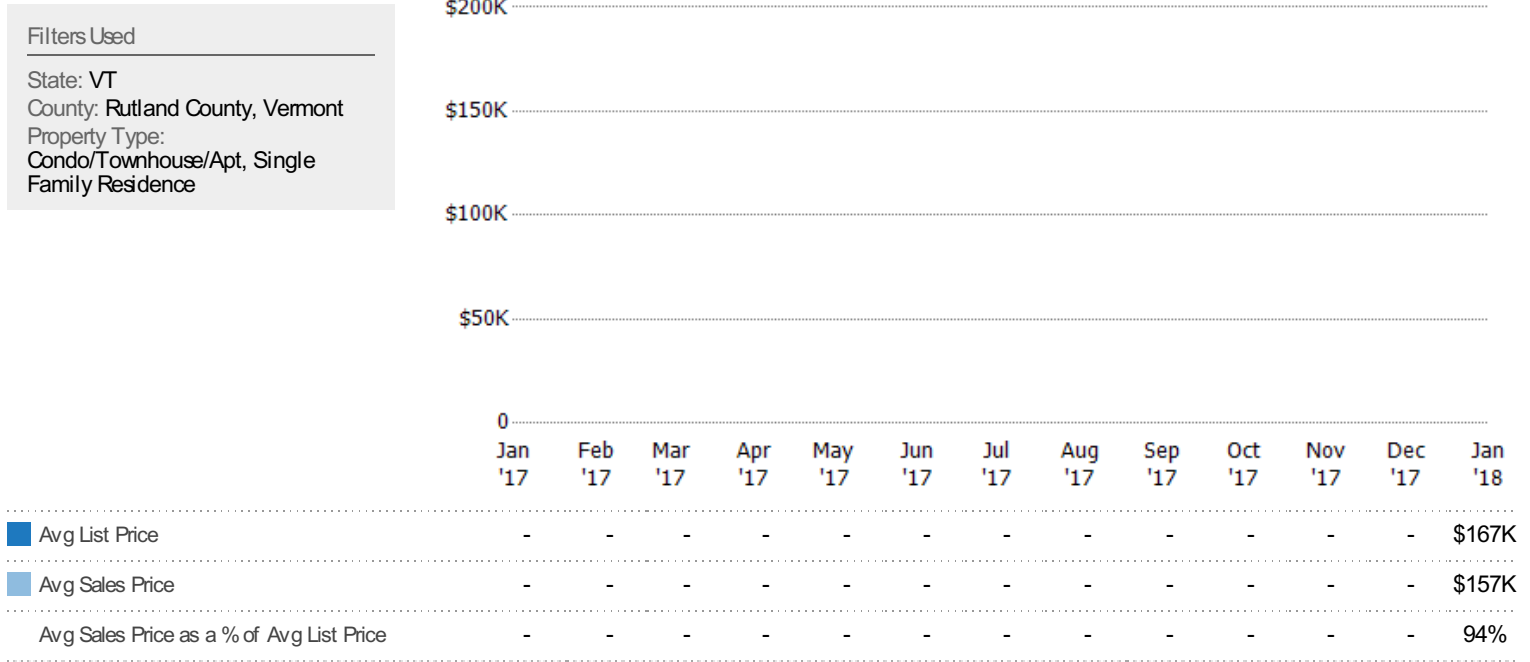 Filters Used
State: VT
County: Rutland County, Vermont
Property Type:
Condo/Townhouse/Apt, Single
Family Residence
$200K
$150K
$100K
$50K
0
Jan Feb Mar Apr May Jun Jul Aug Sep Oct Nov Dec Jan
'17 '17 '17 '17 '17 '17 '17 '17 '17 '17 '17 '17 '18
Avg List Price - - - - - - - - - - - - $167K
Avg Sales Price - - - - - - - - - - - - $157K
Avg Sales Price as a % of Avg List Price - - - - - - - - - - - - 94%